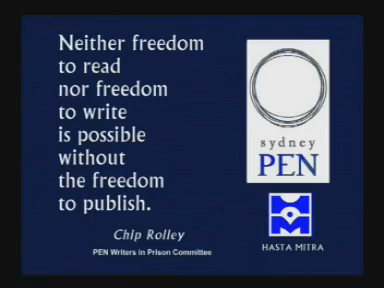 Neither freedom
to read
nor freedom
to write
is possible
without
the freedom
to publish.
Chip Rolley
PEN Writers in Prison Committee
sydney
PEN
HASTA MITRA